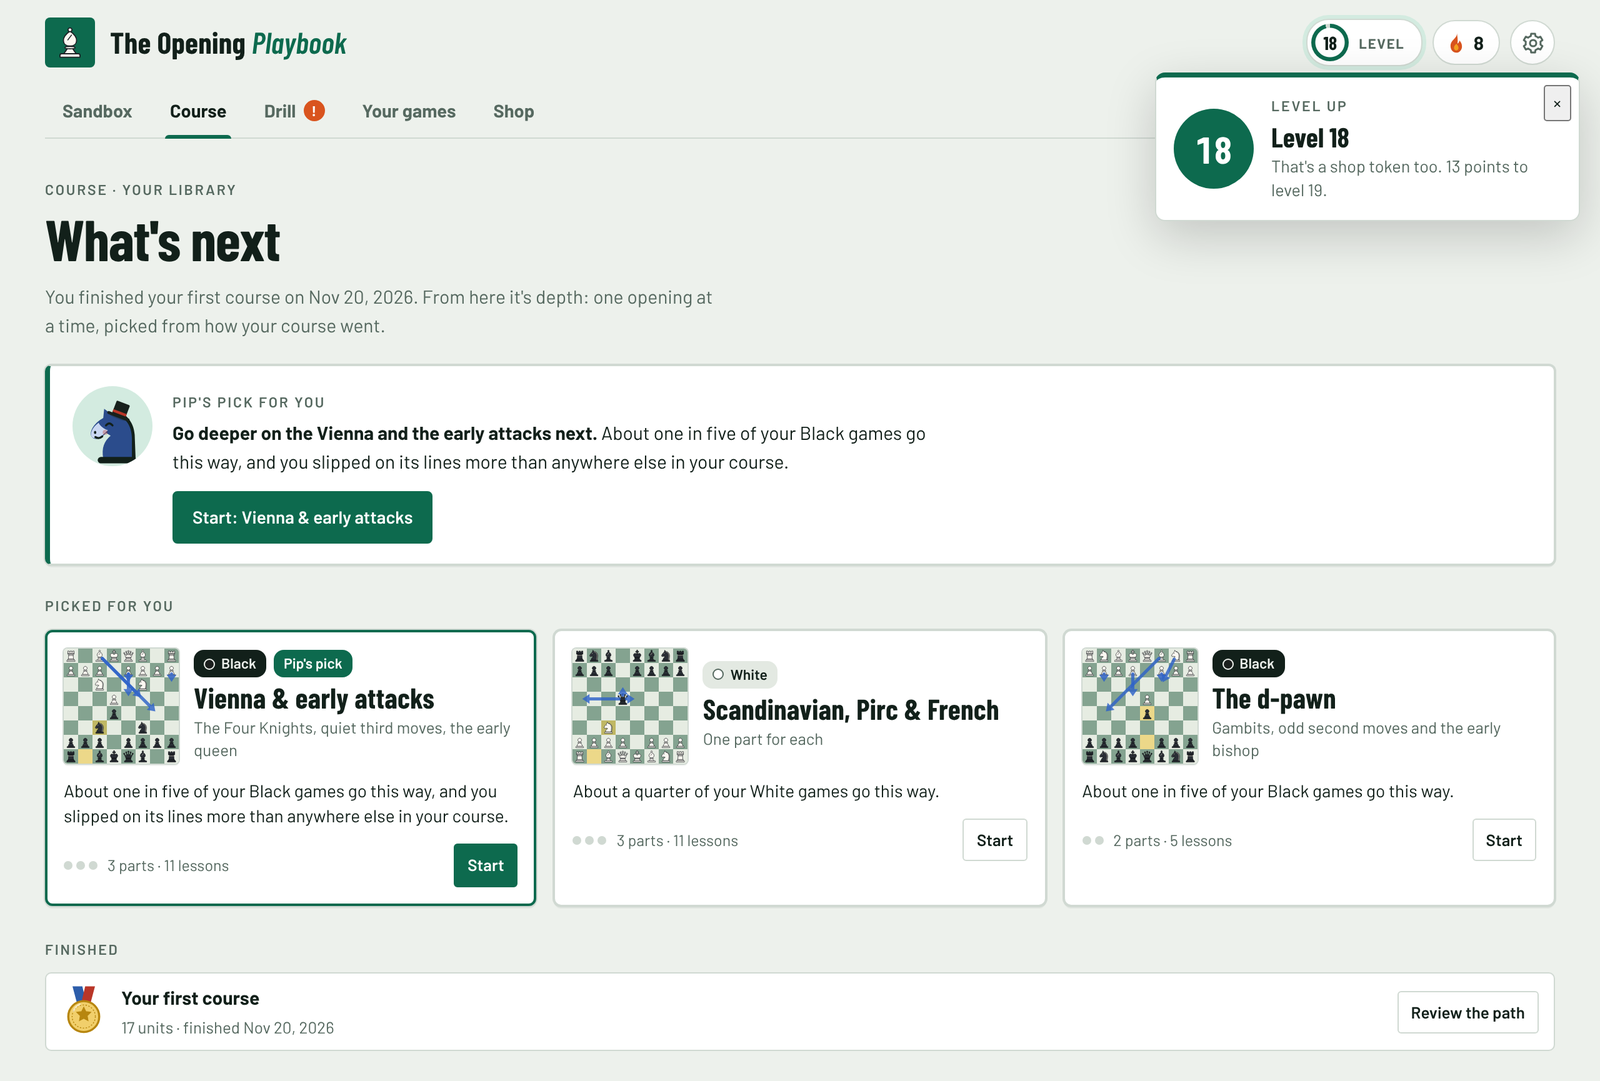 The Opening Playbook
18 LEVEL
8
Sandbox
Course
Drill !
Your games
Shop
18
LEVEL UP
Level 18
That's a shop token too. 13 points to
level 19.
×
COURSE · YOUR LIBRARY
What's next
You finished your first course on Nov 20, 2026. From here it's depth: one opening at
a time, picked from how your course went.
PIP'S PICK FOR YOU
Go deeper on the Vienna and the early attacks next. About one in five of your Black games go
this way, and you slipped on its lines more than anywhere else in your course.
Start: Vienna & early attacks
PICKED FOR YOU
Black
Pip's pick
Vienna & early attacks
The Four Knights, quiet third moves, the early
queen
About one in five of your Black games go this way, and you
slipped on its lines more than anywhere else in your course.
3 parts · 11 lessons
Start
White
Scandinavian, Pirc & French
One part for each
About a quarter of your White games go this way.
3 parts · 11 lessons
Start
Black
The d-pawn
Gambits, odd second moves and the early
bishop
About one in five of your Black games go this way.
2 parts · 5 lessons
Start
FINISHED
Your first course
17 units · finished Nov 20, 2026
Review the path